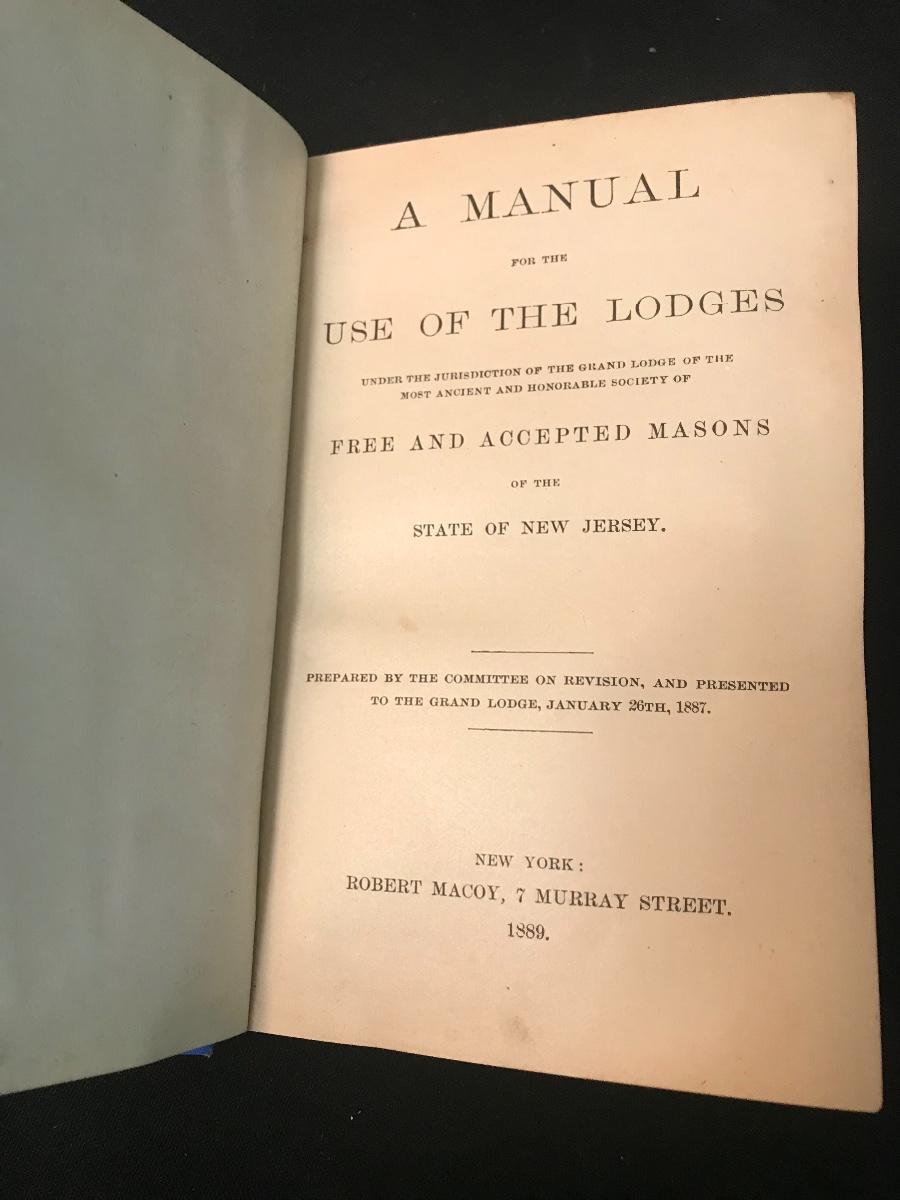 A MANUAL
FOR THE
USE OF THE LODGES
UNDER THE JURISDICTION OF THE GRAND LODGE OF THE
MOST ANCIENT AND HONORABLE SOCIETY OF
FREE AND ACCEPTED MASONS
OF THE
STATE OF NEW JERSEY.
PREPARED BY THE COMMITTEE ON REVISION, AND PRESENTED
TO THE GRAND LODGE, JANUARY 26TH, 1887.
NEW YORK:
ROBERT MACOY, 7 MURRAY STREET.
1889.